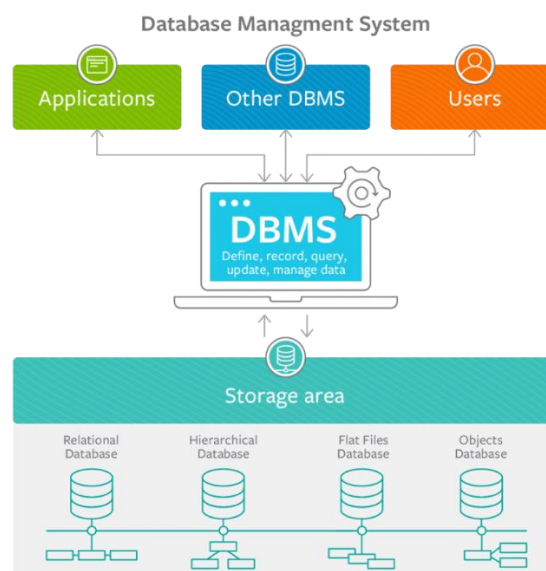 Database Managment System
Applications
Other DBMS
Users
DBMS
Define, record, query,
update, manage data
Storage area
Relational
Database
Hierarchical
Database
Flat Files
Database
Objects
Database